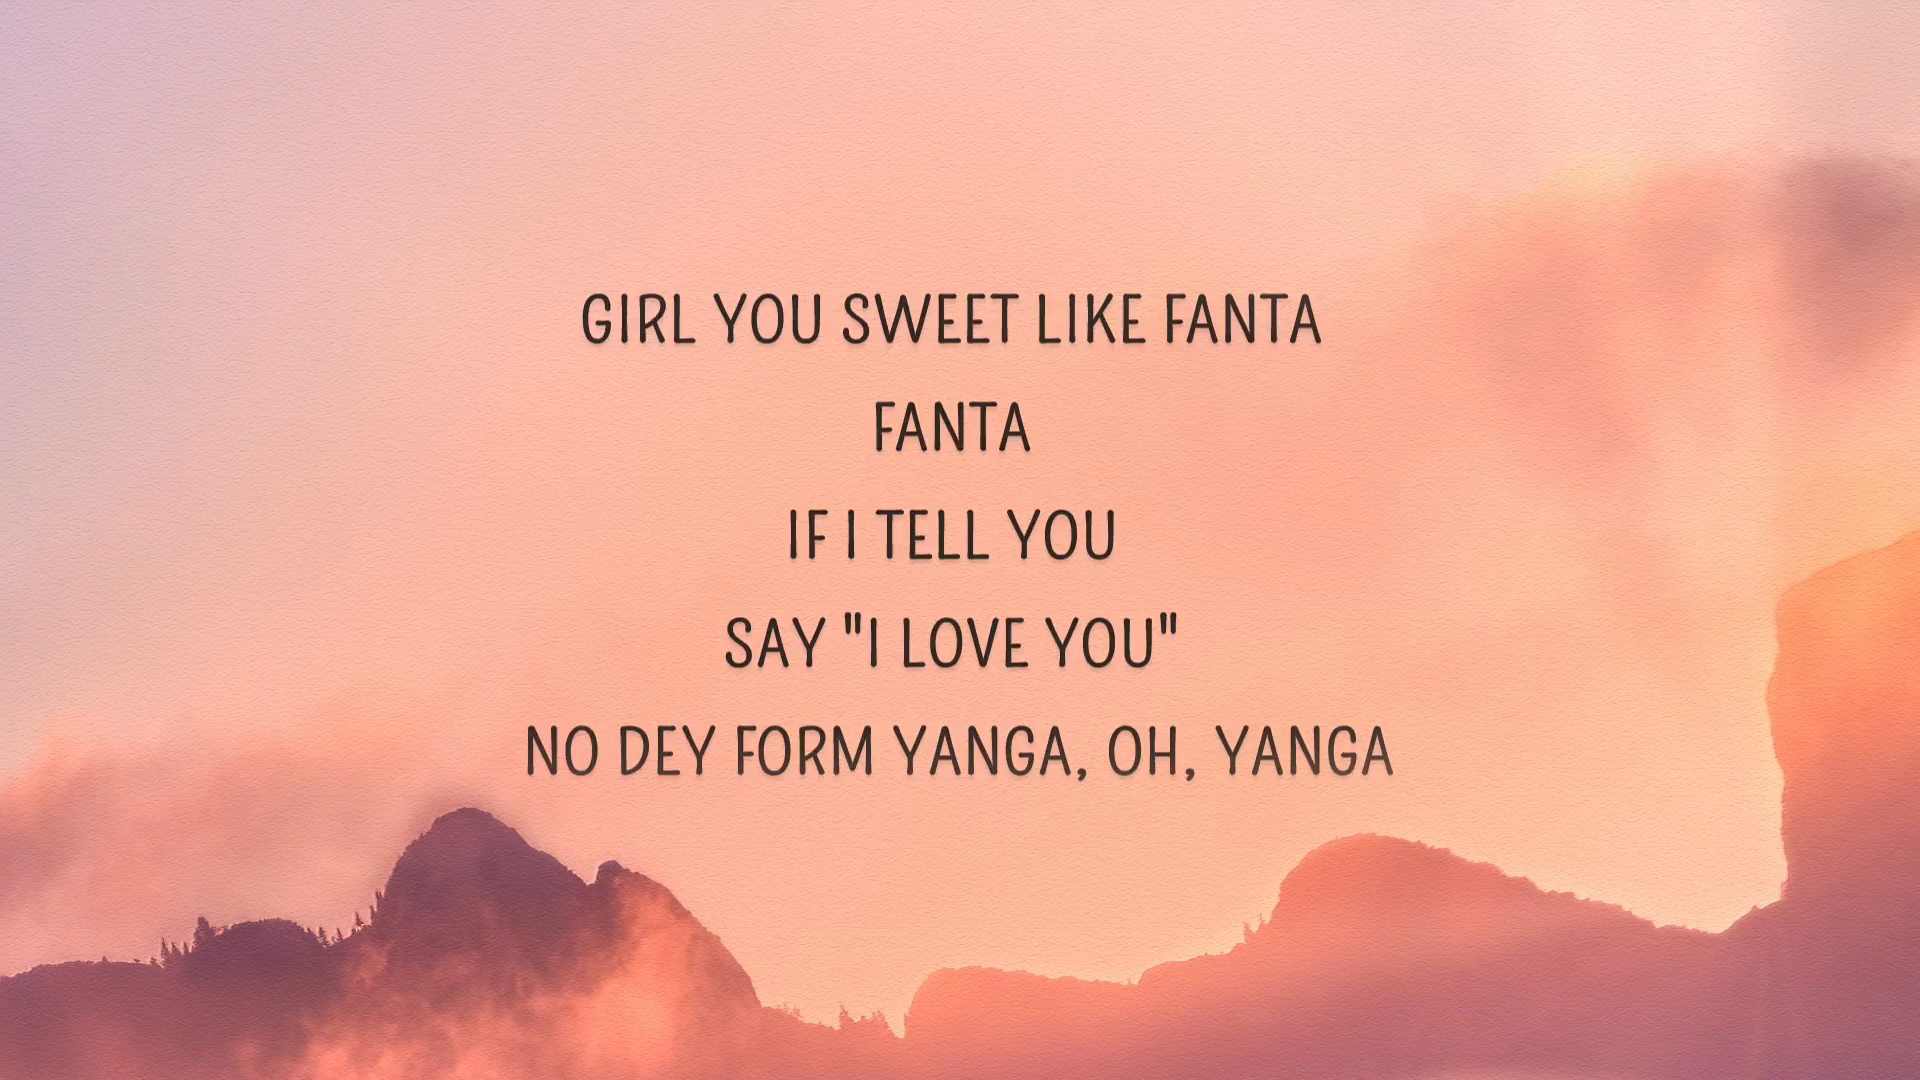 GIRL YOU SWEET LIKE FANTA
FANTA
IF I TELL YOU
SAY "I LOVE YOU"
NO DEY FORM YANGA, OH, YANGA